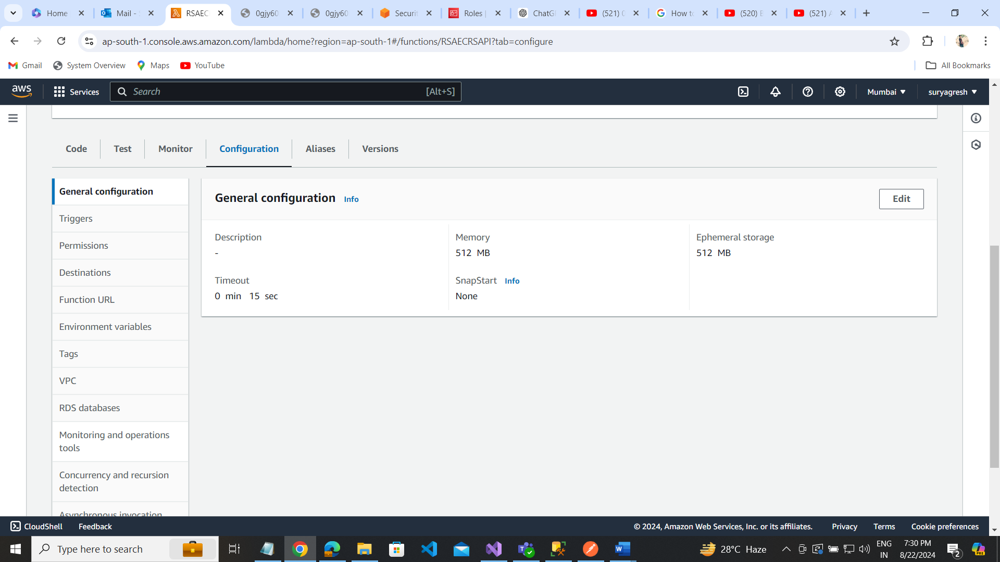 Home
Mail -
RSAEC
0gjy60
0gjy60
Securit
Roles |
ChatG
(521)
How to
(520)
(521)
ap-south-1.console.aws.amazon.com/lambda/home?region=ap-south-1#/functions/RSAECRSAPI?tab=configure
Gmail
System Overview
Maps
YouTube
All Bookmarks
aws
Services
Search
[Alt+S]
Mumbai
suryagresh
Code
Test
Monitor
Configuration
Aliases
Versions
General configuration
Triggers
Permissions
Destinations
Function URL
Environment variables
Tags
VPC
RDS databases
Monitoring and operations
tools
Concurrency and recursion
detection
Asynchronous invocation
General configuration Info
Edit
Description
-
Memory
512 MB
Ephemeral storage
512 MB
Timeout
0 min 15 sec
SnapStart Info
None
CloudShell
Feedback
© 2024, Amazon Web Services, Inc. or its affiliates.
Privacy
Terms
Cookie preferences
Type here to search
28°C Haze
ENG
IN
7:30 PM
8/22/2024
2
PRE